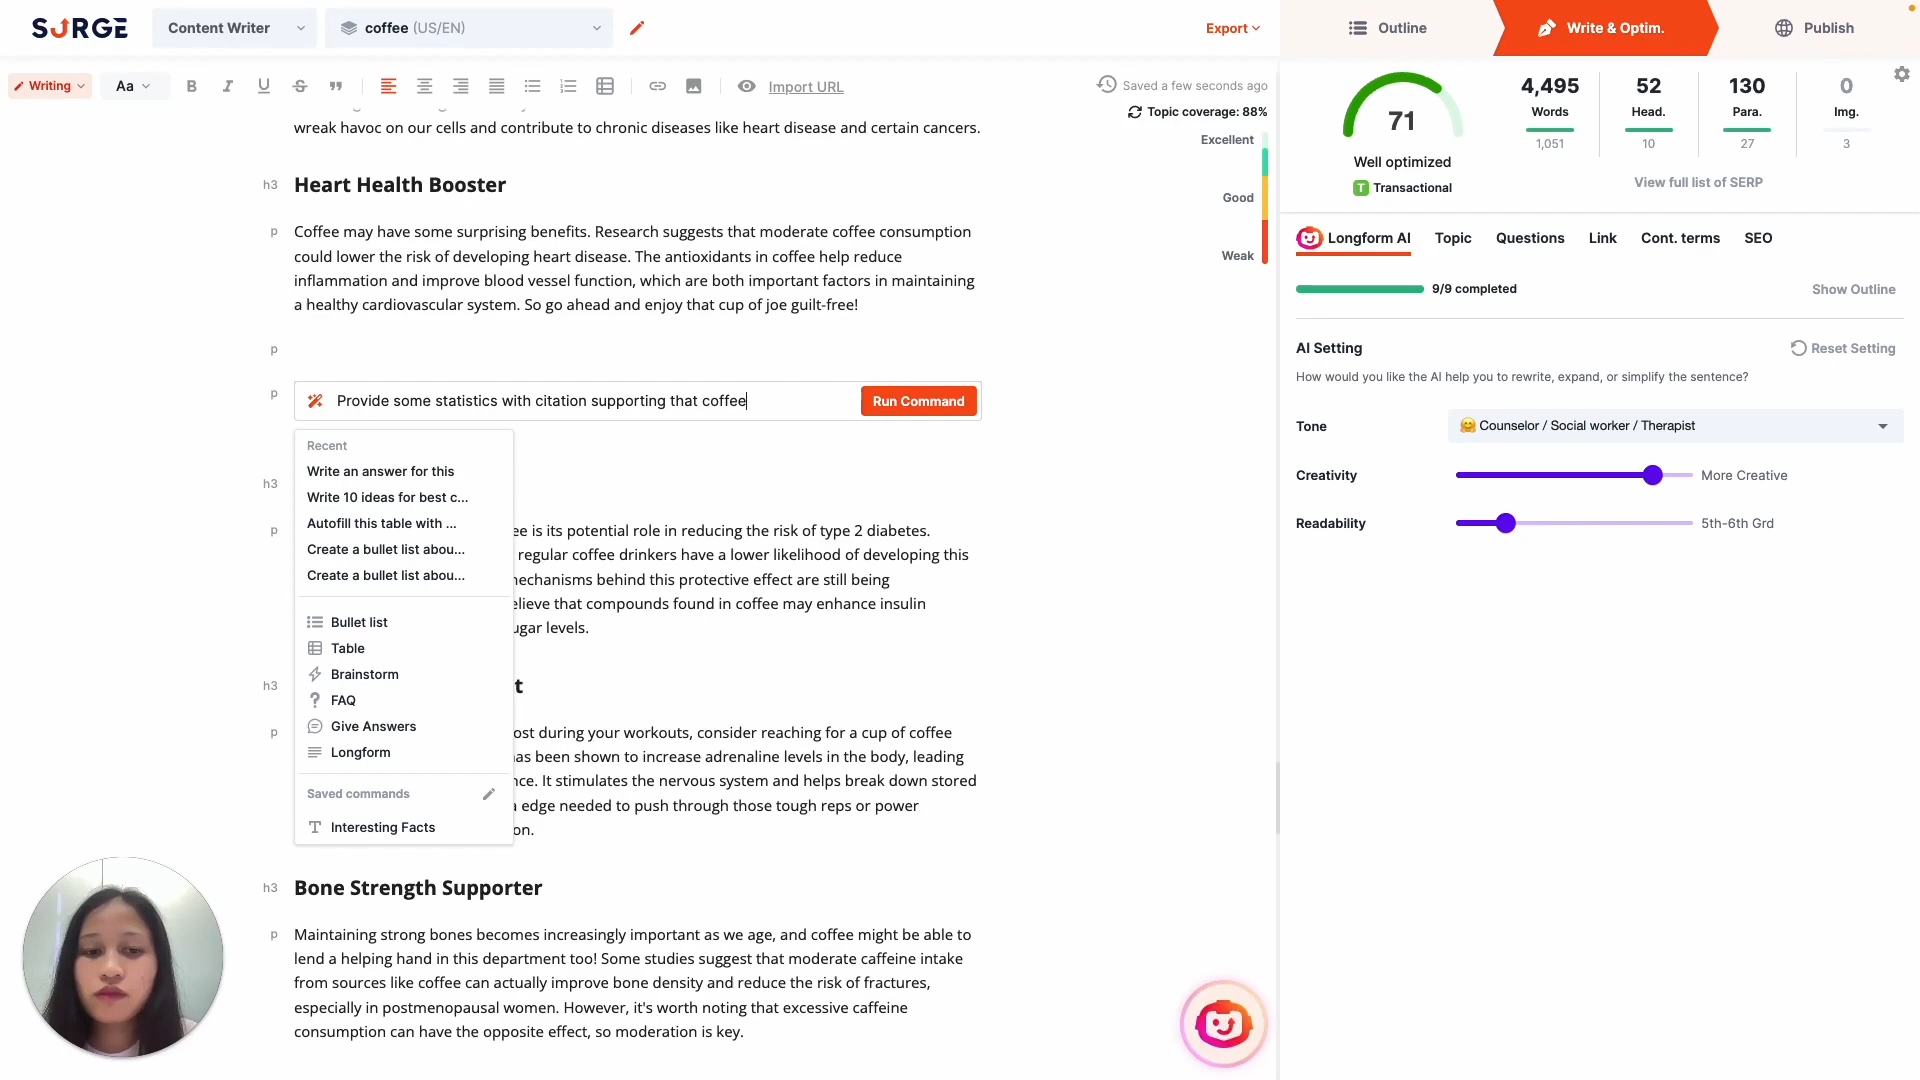 SURGE
Content Writer
coffee (US/EN)
Export
Outline
Write & Optim.
Publish
Writing
Aa
B I U S
Import URL
Saved a few seconds ago
Topic coverage: 88%
Excellent
Good
Weak
wreak havoc on our cells and contribute to chronic diseases like heart disease and certain cancers.
h3 Heart Health Booster
p Coffee may have some surprising benefits. Research suggests that moderate coffee consumption
could lower the risk of developing heart disease. The antioxidants in coffee help reduce
inflammation and improve blood vessel function, which are both important factors in maintaining
a healthy cardiovascular system. So go ahead and enjoy that cup of joe guilt-free!
p
p Provide some statistics with citation supporting that coffee
Run Command
Recent
Write an answer for this
Write 10 ideas for best c...
Autofill this table with ...
Create a bullet list abou...
Create a bullet list abou...
Bullet list
Table
Brainstorm
FAQ
Give Answers
Longform
Saved commands
Interesting Facts
h3
p ee is its potential role in reducing the risk of type 2 diabetes.
regular coffee drinkers have a lower likelihood of developing this
mechanisms behind this protective effect are still being
elieve that compounds found in coffee may enhance insulin
ugar levels.
h3 t
p ost during your workouts, consider reaching for a cup of coffee
has been shown to increase adrenaline levels in the body, leading
nce. It stimulates the nervous system and helps break down stored
a edge needed to push through those tough reps or power
on.
h3 Bone Strength Supporter
p Maintaining strong bones becomes increasingly important as we age, and coffee might be able to
lend a helping hand in this department too! Some studies suggest that moderate caffeine intake
from sources like coffee can actually improve bone density and reduce the risk of fractures,
especially in postmenopausal women. However, it's worth noting that excessive caffeine
consumption can have the opposite effect, so moderation is key.
71
Well optimized
T Transactional
4,495
Words
1,051
52
Head.
10
130
Para.
27
0
Img.
3
View full list of SERP
Longform AI
Topic
Questions
Link
Cont. terms
SEO
9/9 completed
Show Outline
AI Setting
Reset Setting
How would you like the AI help you to rewrite, expand, or simplify the sentence?
Tone
Counselor / Social worker / Therapist
Creativity
More Creative
Readability
5th-6th Grd